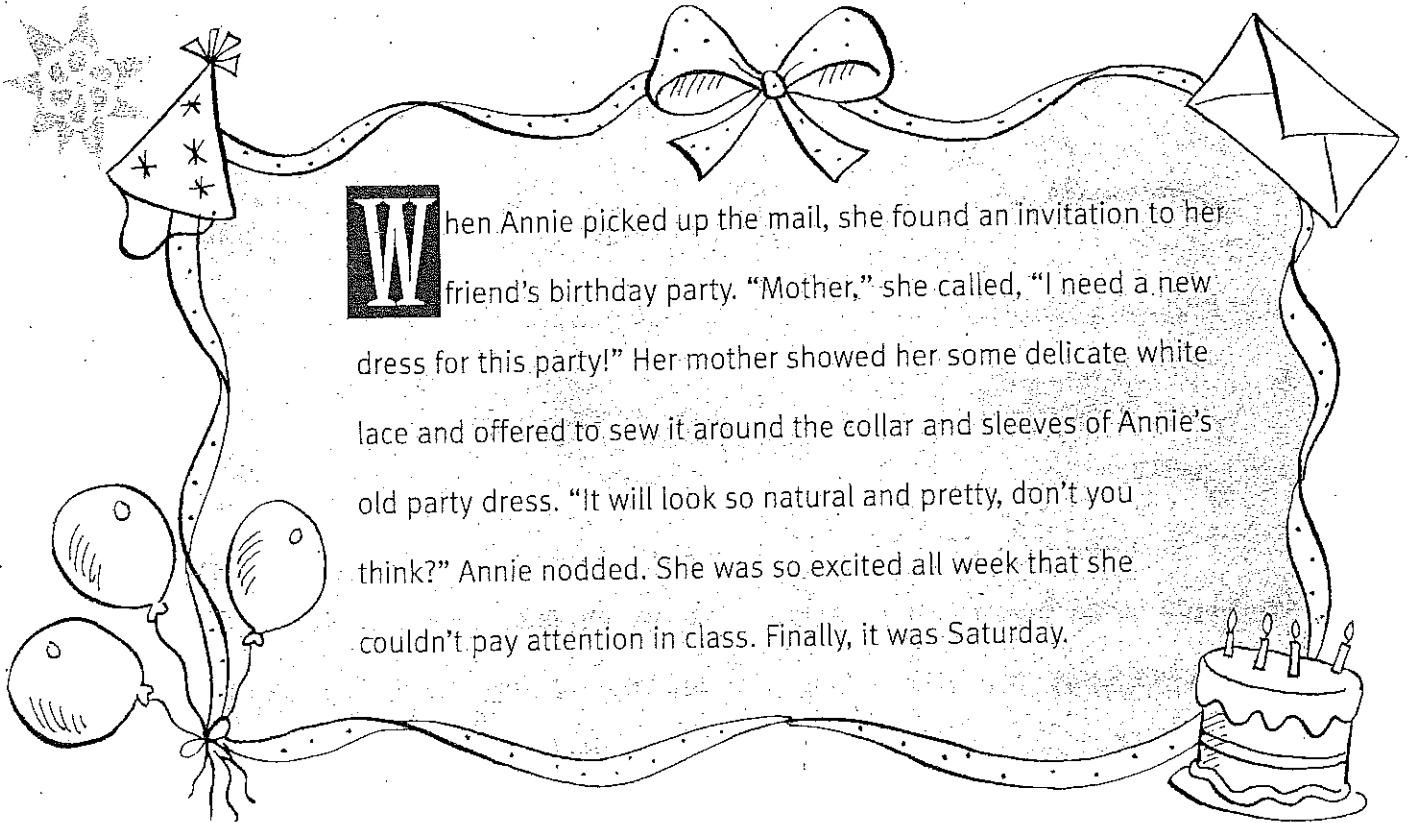 When Annie picked up the mail, she found an invitation to her
friend's birthday party. “Mother,” she called, “I need a new
dress for this party!” Her mother showed her some delicate white
lace and offered to sew it around the collar and sleeves of Annie's
old party dress. “It will look so natural and pretty, don't you
think?” Annie nodded. She was so excited all week that she
couldn't pay attention in class. Finally, it was Saturday.